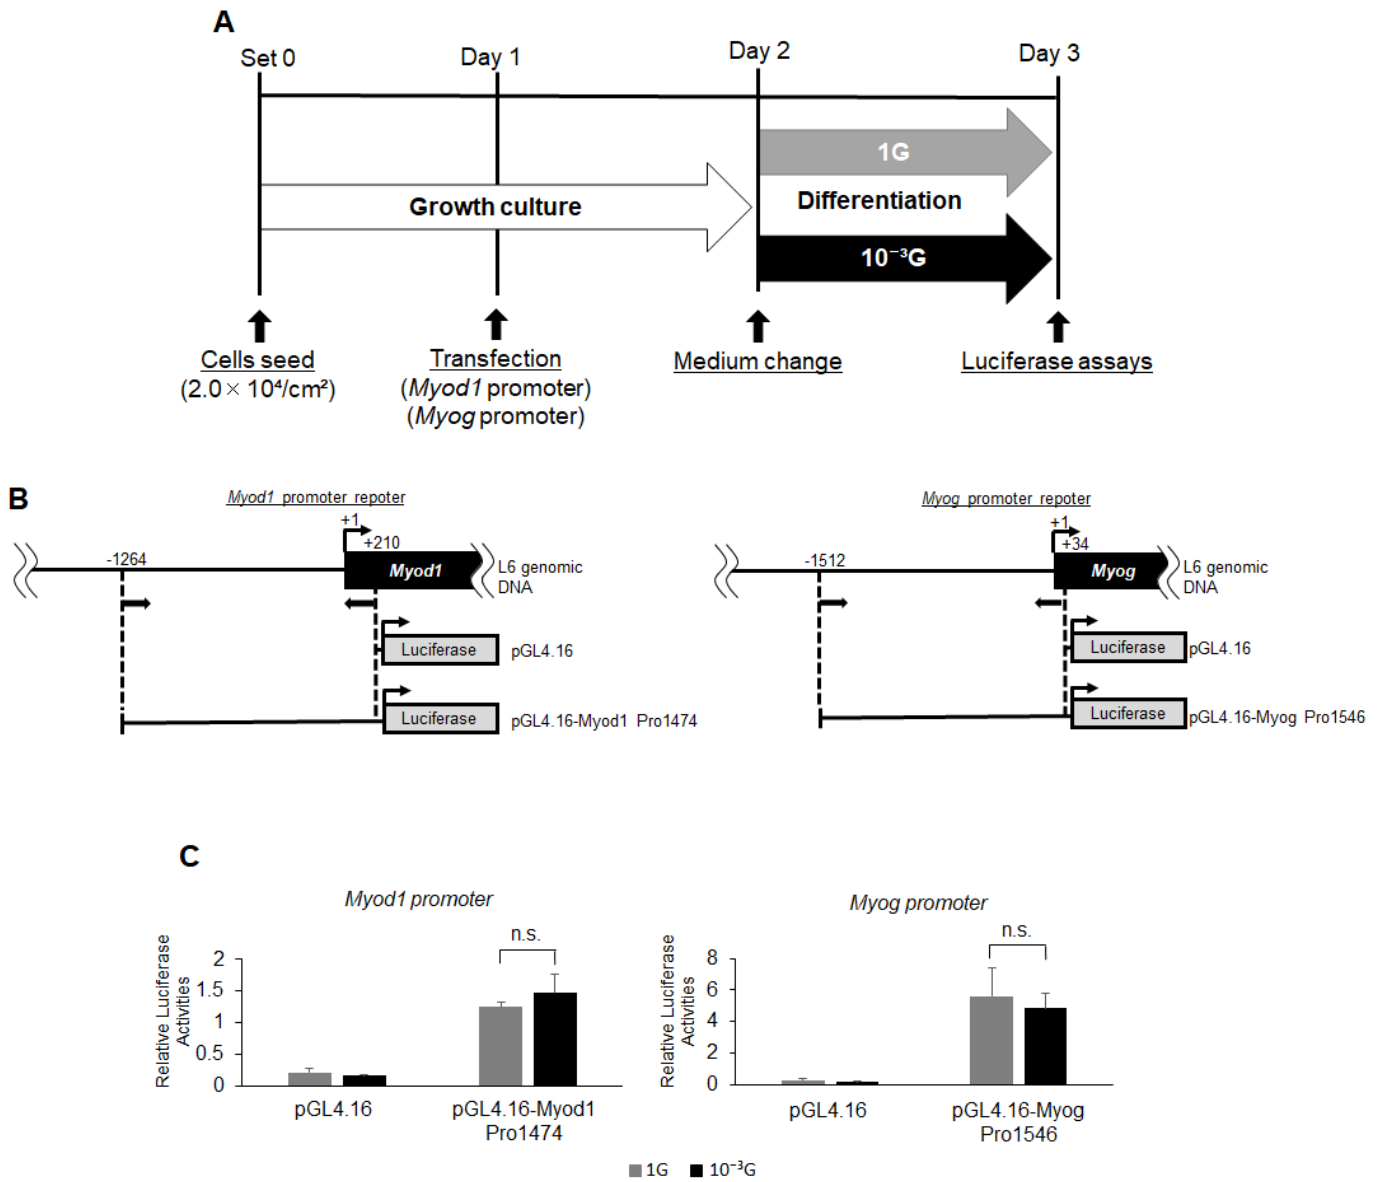 A
Set 0
Day 1
Day 2
Day 3
1G
Growth culture
Differentiation
10⁻³G
Cells seed
(2.0×10⁴/cm²)
Transfection
(Myod1 promoter)
(Myog promoter)
Medium change
Luciferase assays
B
Myod1 promoter repoter
+1
+210
-1264
Myod1
L6 genomic
DNA
Luciferase
pGL4.16
Luciferase
pGL4.16-Myod1 Pro1474
Myog promoter repoter
+1
+34
-1512
Myog
L6 genomic
DNA
Luciferase
pGL4.16
Luciferase
pGL4.16-Myog Pro1546
C
Myod1 promoter
n.s.
Relative Luciferase
Activities
2
1.5
1
0.5
0
pGL4.16
pGL4.16-Myod1
Pro1474
Myog promoter
n.s.
Relative Luciferase
Activities
8
6
4
2
0
pGL4.16
pGL4.16-Myog
Pro1546
1G
10⁻³G